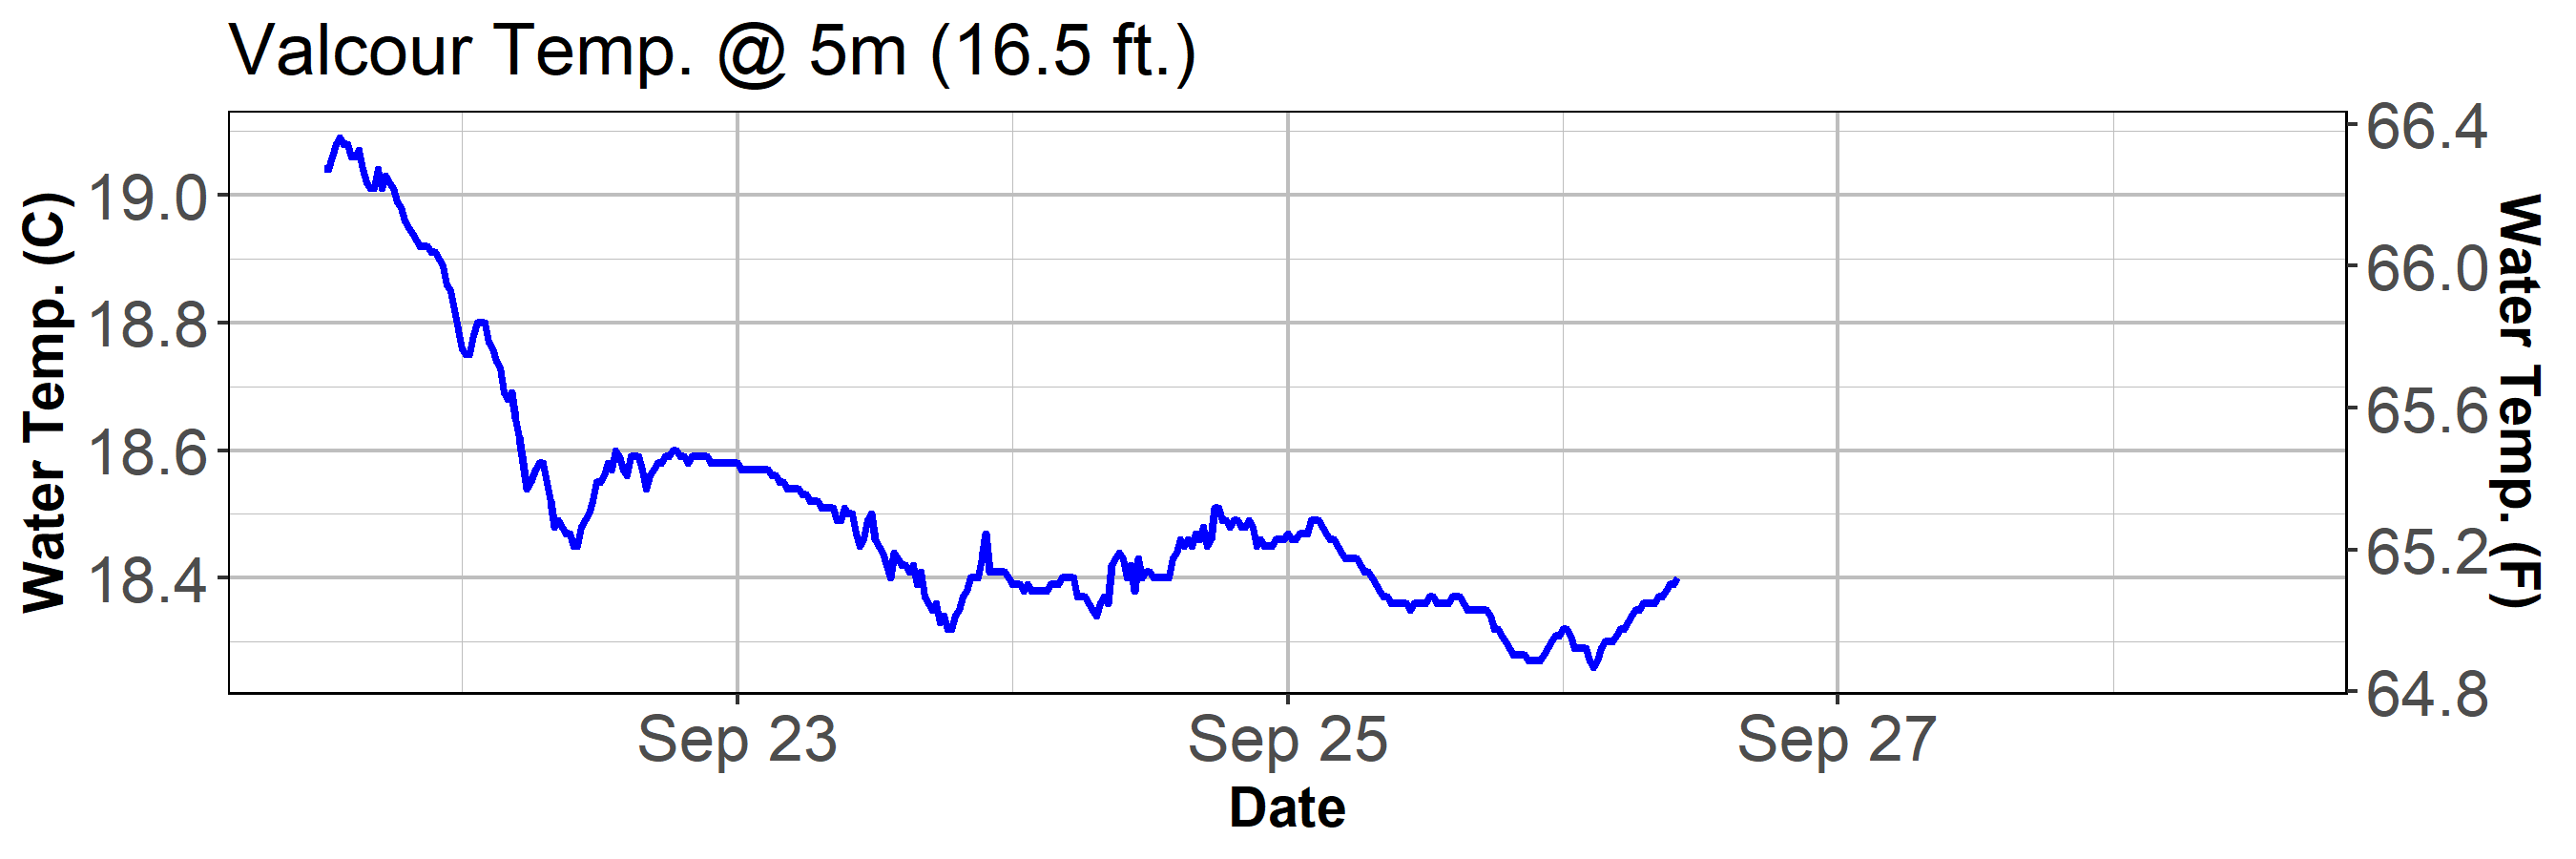 Valcour Temp. @ 5m (16.5 ft.)
Water Temp. (C)
19.0
18.8
18.6
18.4
66.4
66.0
65.6
65.2
64.8
Water Temp. (F)
Sep 23
Sep 25
Sep 27
Date